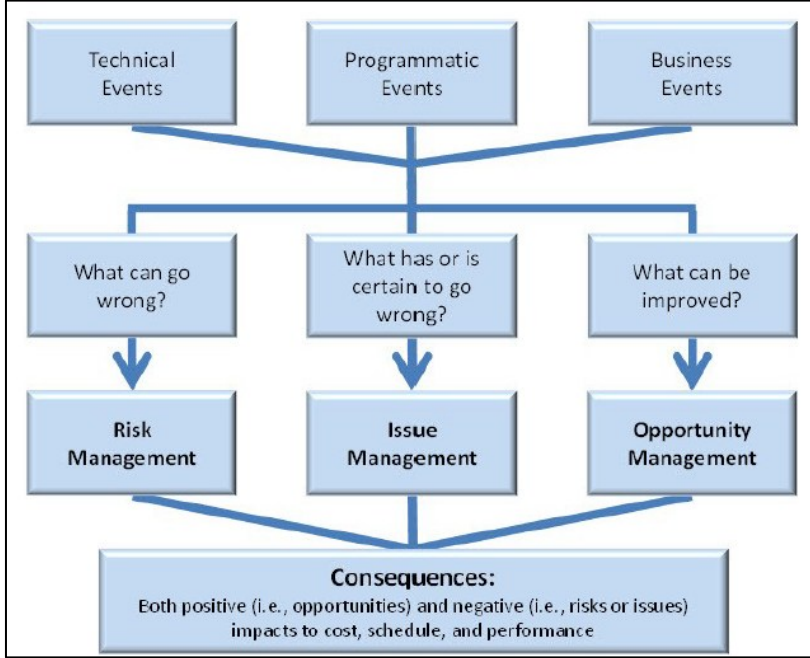 Technical
Events
Programmatic
Events
Business
Events
What can go
wrong?
What has or is
certain to go
wrong?
What can be
improved?
Risk
Management
Issue
Management
Opportunity
Management
Consequences:
Both positive (i.e., opportunities) and negative (i.e., risks or issues)
impacts to cost, schedule, and performance